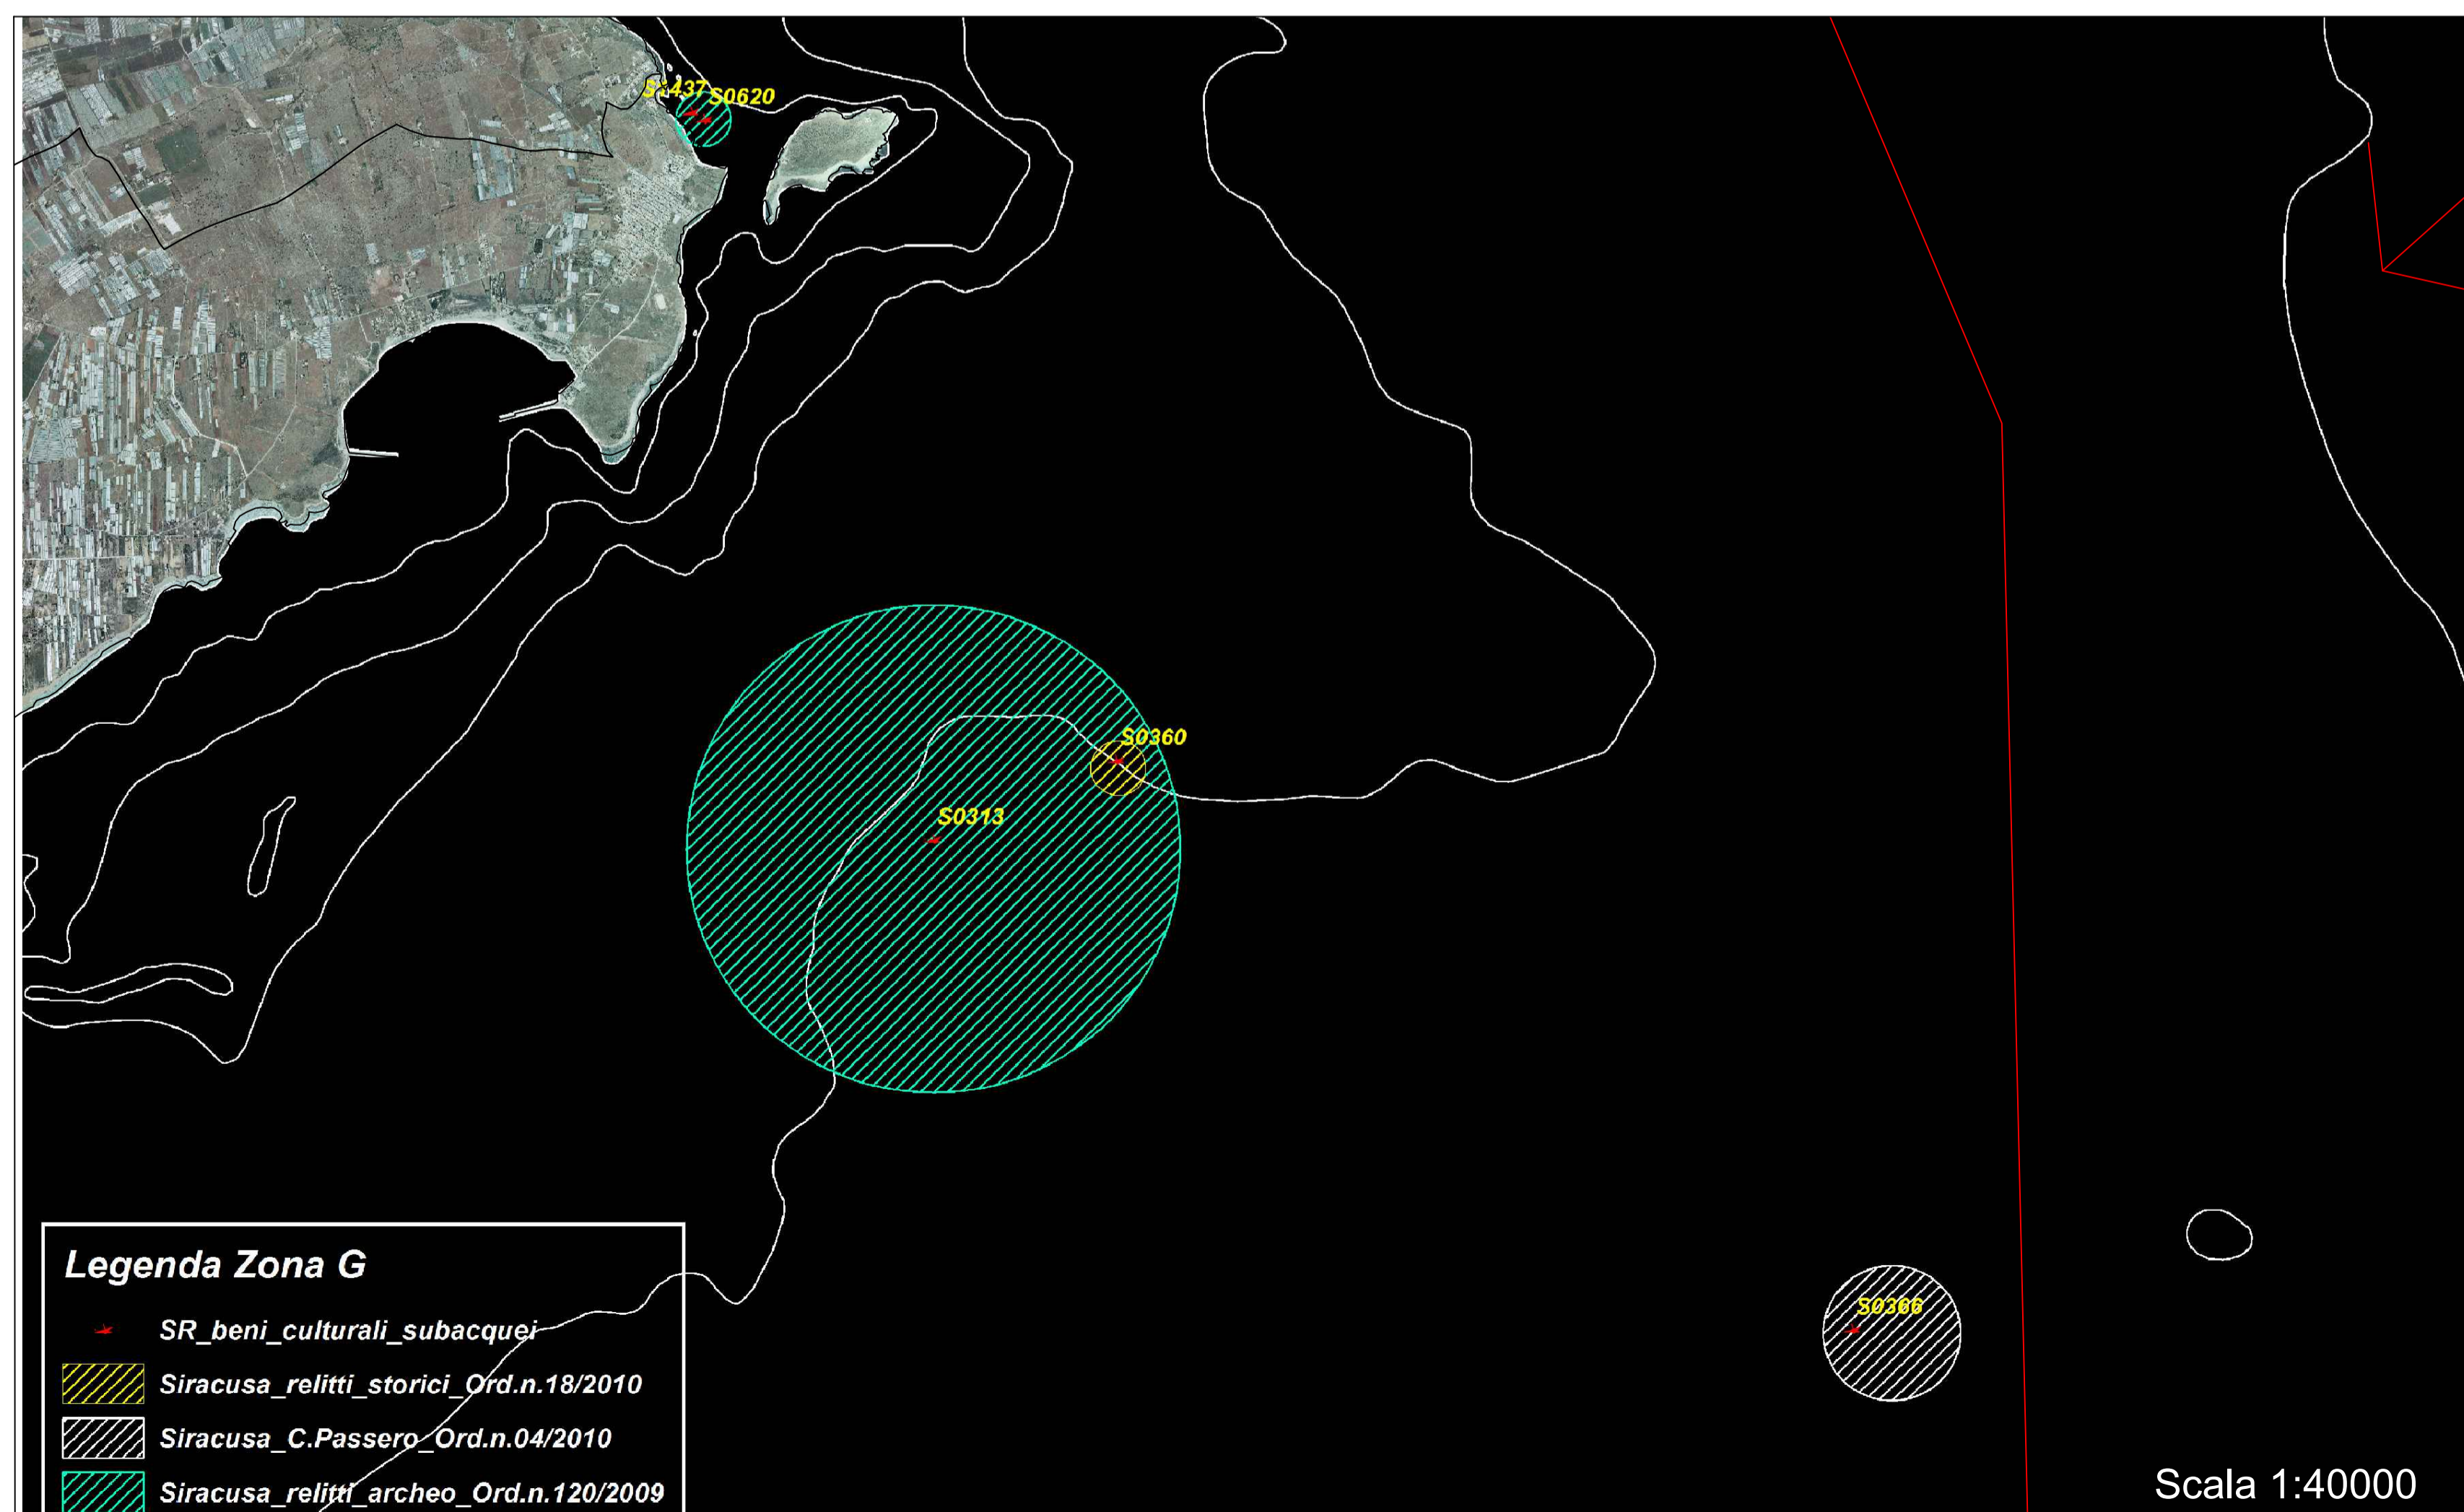 S1437
S0620
S0360
S0313
S0366
Legenda Zona G
SR_beni_culturali_subacquei
Siracusa_relitti_storici_Ord.n.18/2010
Siracusa_C.Passero_Ord.n.04/2010
Siracusa_relitti_archeo_Ord.n.120/2009
Scala 1:40000